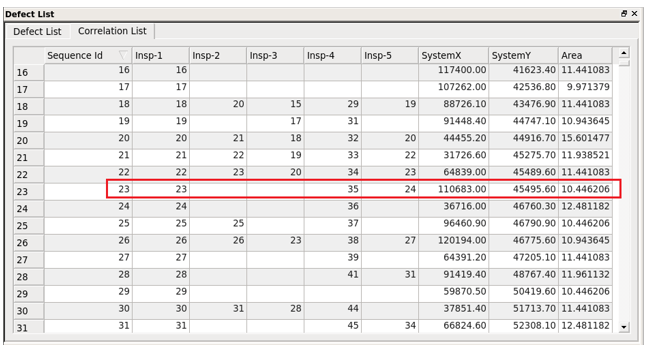 Defect List
Defect List Correlation List
Sequence Id Insp-1 Insp-2 Insp-3 Insp-4 Insp-5 SystemX SystemY Area
16 16 16 117400.00 41623.40 11.441083
17 17 17 107262.00 42536.80 9.971379
18 18 18 20 15 29 19 88726.10 43476.90 11.441083
19 19 19 17 31 91448.40 44747.10 10.943645
20 20 20 21 18 32 20 44455.20 44916.70 15.601477
21 21 21 22 19 33 22 31726.60 45275.70 11.938521
22 22 22 23 20 34 23 64839.00 45489.60 11.441083
23 23 23 35 24 110683.00 45495.60 10.446206
24 24 24 36 36716.00 46760.30 12.481182
25 25 25 25 37 96460.90 46790.90 10.446206
26 26 26 26 23 38 27 120194.00 46775.60 10.943645
27 27 27 39 64391.20 47205.10 11.441083
28 28 28 41 31 91419.40 48767.40 11.961132
29 29 29 59870.50 50419.60 10.446206
30 30 30 31 28 44 37851.40 51713.70 11.441083
31 31 31 45 34 66824.60 52308.10 12.481182